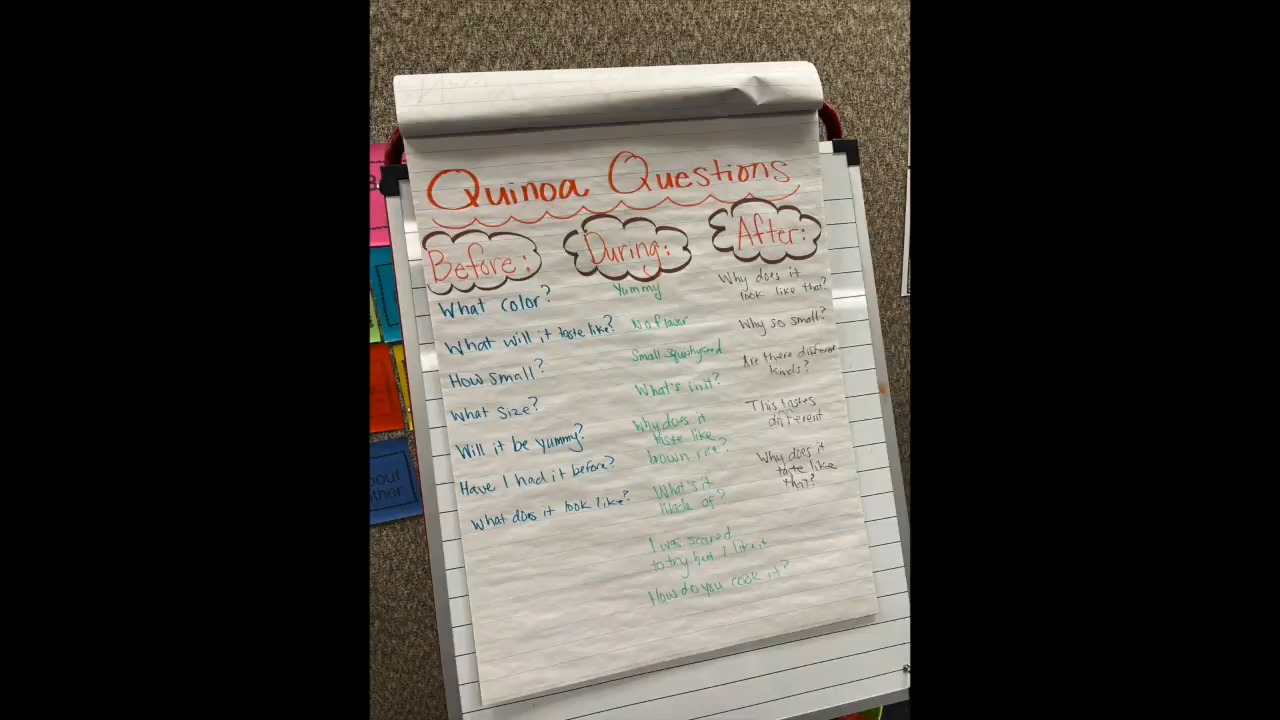 Quinoa Questions
Before:
What color?
What will it taste like?
How small?
What size?
Will it be yummy?
Have I had it before?
What does it look like?
During:
Yummy
No flavor
Small squishy seed
What's in it?
Why does it
taste like
brown rice?
What's it
made of?
I was scared
to try but I like it
How do you cook it?
After:
Why does it
look like that?
Why so small?
Are there different
kinds?
This tastes
different
Why does it
taste like
this?